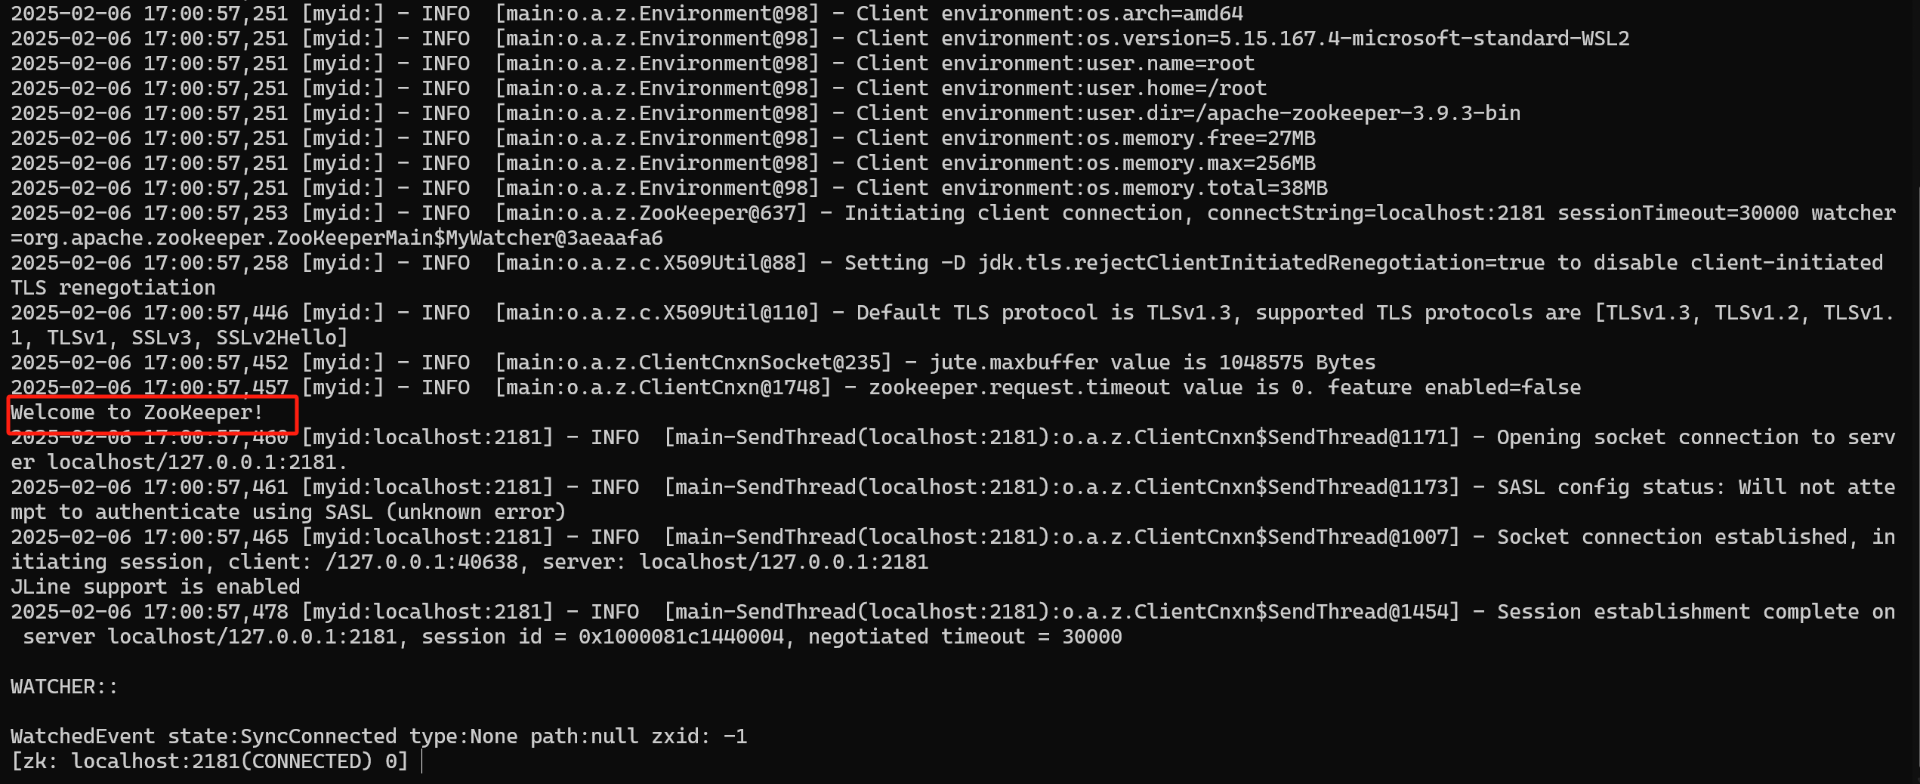 2025-02-06 17:00:57,251 [myid:] - INFO  [main:o.a.z.Environment@98] - Client environment:os.arch=amd64
2025-02-06 17:00:57,251 [myid:] - INFO  [main:o.a.z.Environment@98] - Client environment:os.version=5.15.167.4-microsoft-standard-WSL2
2025-02-06 17:00:57,251 [myid:] - INFO  [main:o.a.z.Environment@98] - Client environment:user.name=root
2025-02-06 17:00:57,251 [myid:] - INFO  [main:o.a.z.Environment@98] - Client environment:user.home=/root
2025-02-06 17:00:57,251 [myid:] - INFO  [main:o.a.z.Environment@98] - Client environment:user.dir=/apache-zookeeper-3.9.3-bin
2025-02-06 17:00:57,251 [myid:] - INFO  [main:o.a.z.Environment@98] - Client environment:os.memory.free=27MB
2025-02-06 17:00:57,251 [myid:] - INFO  [main:o.a.z.Environment@98] - Client environment:os.memory.max=256MB
2025-02-06 17:00:57,251 [myid:] - INFO  [main:o.a.z.Environment@98] - Client environment:os.memory.total=38MB
2025-02-06 17:00:57,253 [myid:] - INFO  [main:o.a.z.ZooKeeper@637] - Initiating client connection, connectString=localhost:2181 sessionTimeout=30000 watcher
=org.apache.zookeeper.ZooKeeperMain$MyWatcher@3aeaafa6
2025-02-06 17:00:57,258 [myid:] - INFO  [main:o.a.z.c.X509Util@88] - Setting -D jdk.tls.rejectClientInitiatedRenegotiation=true to disable client-initiated
TLS renegotiation
2025-02-06 17:00:57,446 [myid:] - INFO  [main:o.a.z.c.X509Util@110] - Default TLS protocol is TLSv1.3, supported TLS protocols are [TLSv1.3, TLSv1.2, TLSv1.
1, TLSv1, SSLv3, SSLv2Hello]
2025-02-06 17:00:57,452 [myid:] - INFO  [main:o.a.z.ClientCnxnSocket@235] - jute.maxbuffer value is 1048575 Bytes
2025-02-06 17:00:57,457 [myid:] - INFO  [main:o.a.z.ClientCnxn@1748] - zookeeper.request.timeout value is 0. feature enabled=false
Welcome to ZooKeeper!
2025-02-06 17:00:57,460 [myid:localhost:2181] - INFO  [main-SendThread(localhost:2181):o.a.z.ClientCnxn$SendThread@1171] - Opening socket connection to serv
er localhost/127.0.0.1:2181.
2025-02-06 17:00:57,461 [myid:localhost:2181] - INFO  [main-SendThread(localhost:2181):o.a.z.ClientCnxn$SendThread@1173] - SASL config status: Will not atte
mpt to authenticate using SASL (unknown error)
2025-02-06 17:00:57,465 [myid:localhost:2181] - INFO  [main-SendThread(localhost:2181):o.a.z.ClientCnxn$SendThread@1007] - Socket connection established, in
itiating session, client: /127.0.0.1:40638, server: localhost/127.0.0.1:2181
JLine support is enabled
2025-02-06 17:00:57,478 [myid:localhost:2181] - INFO  [main-SendThread(localhost:2181):o.a.z.ClientCnxn$SendThread@1454] - Session establishment complete on
 server localhost/127.0.0.1:2181, session id = 0x1000081c1440004, negotiated timeout = 30000
WATCHER::
WatchedEvent state:SyncConnected type:None path:null zxid: -1
[zk: localhost:2181(CONNECTED) 0]